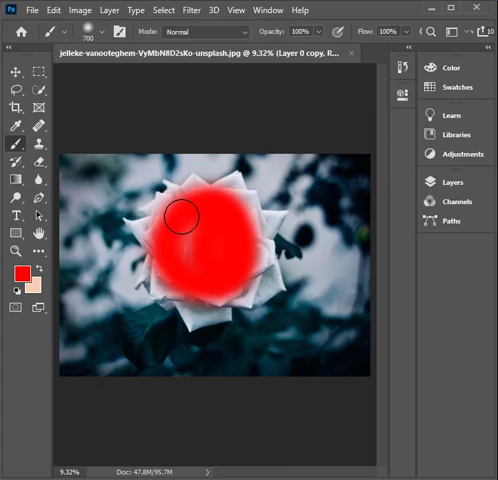 Ps File Edit Image Layer Type Select Filter 3D View Window Help
700 Mode: Normal Opacity: 100% Flow: 100% 10
jelleke-vanooteghem-VyMbN8D2sKo-unsplash.jpg @ 9.32% (Layer 0 copy, R... ×
Color
Swatches
Learn
Libraries
Adjustments
Layers
Channels
Paths
T
9.32% Doc: 47.8M/95.7M